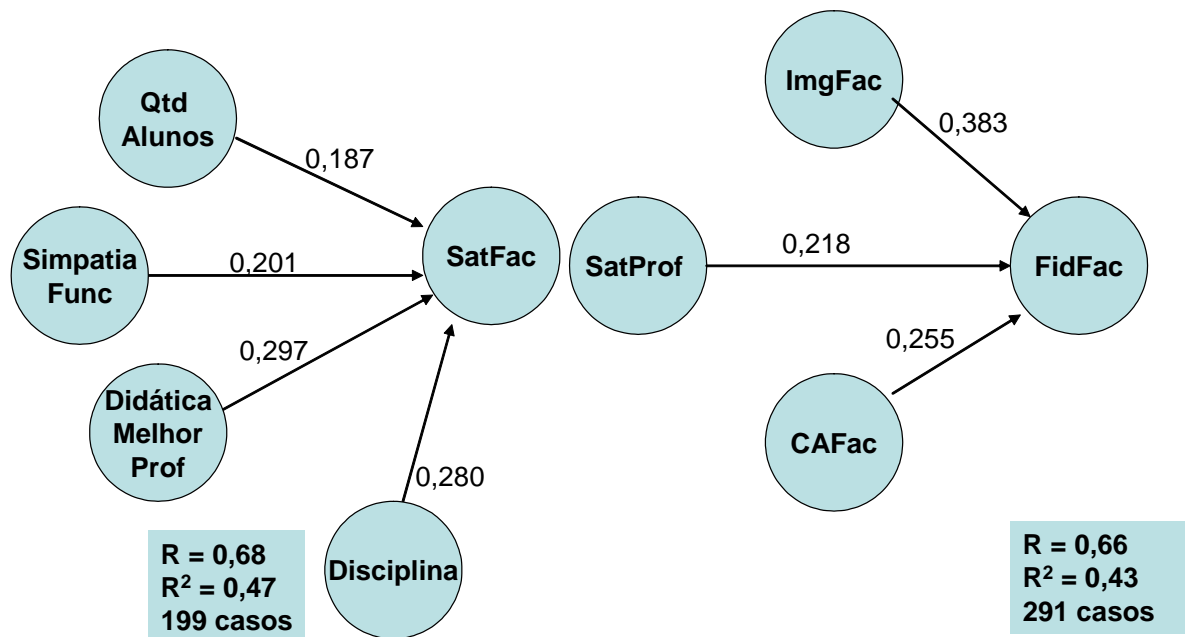 Qtd
Alunos
0,187
Simpatia
Func
0,201
SatFac
Didática
Melhor
Prof
0,297
Disciplina
0,280
R = 0,68
R² = 0,47
199 casos
ImgFac
0,383
SatProf
0,218
FidFac
CAFac
0,255
R = 0,66
R² = 0,43
291 casos